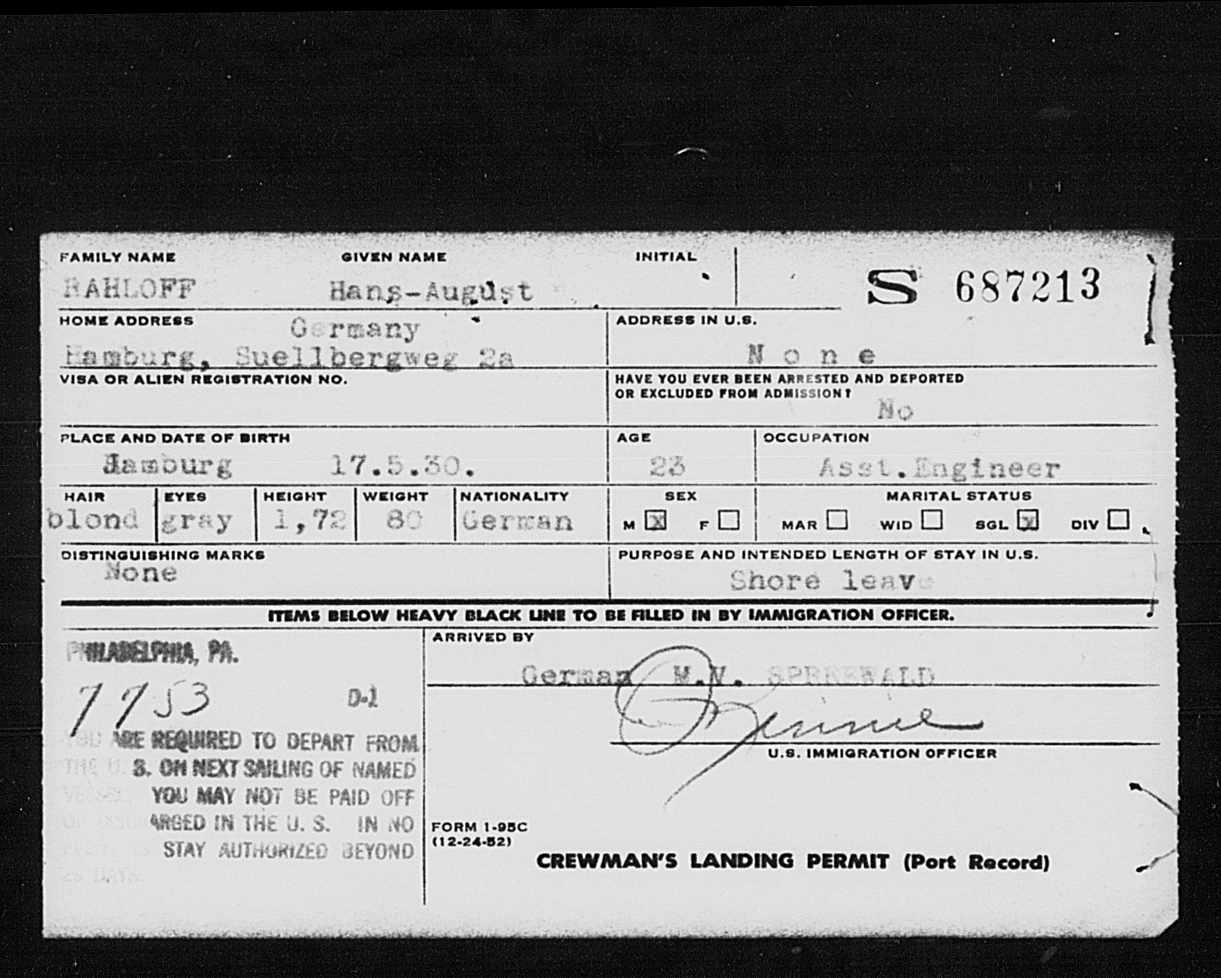 FAMILY NAME GIVEN NAME INITIAL
RAHLOFF Hans-August S 687213
HOME ADDRESS Germany ADDRESS IN U.S.
Hamburg, Suellbergweg 2a None
VISA OR ALIEN REGISTRATION NO. HAVE YOU EVER BEEN ARRESTED AND DEPORTED
OR EXCLUDED FROM ADMISSION?
No
PLACE AND DATE OF BIRTH AGE OCCUPATION
Hamburg 17.5.30. 23 Asst.Engineer
HAIR EYES HEIGHT WEIGHT NATIONALITY SEX MARITAL STATUS
blond gray 1,72 80 German M X F MAR WID SGL X DIV
DISTINGUISHING MARKS PURPOSE AND INTENDED LENGTH OF STAY IN U.S.
None Shore leave
ITEMS BELOW HEAVY BLACK LINE TO BE FILLED IN BY IMMIGRATION OFFICER.
PHILADELPHIA, PA. ARRIVED BY
German M.V. SPREEWALD
7 7 53 D-1
U.S. IMMIGRATION OFFICER
YOU ARE REQUIRED TO DEPART FROM
THE U. S. ON NEXT SAILING OF NAMED
VESSEL YOU MAY NOT BE PAID OFF
ARGED IN THE U. S. IN NO
STAY AUTHORIZED BEYOND
29 DAYS
FORM I-95C
(12-24-52)
CREWMAN'S LANDING PERMIT (Port Record)